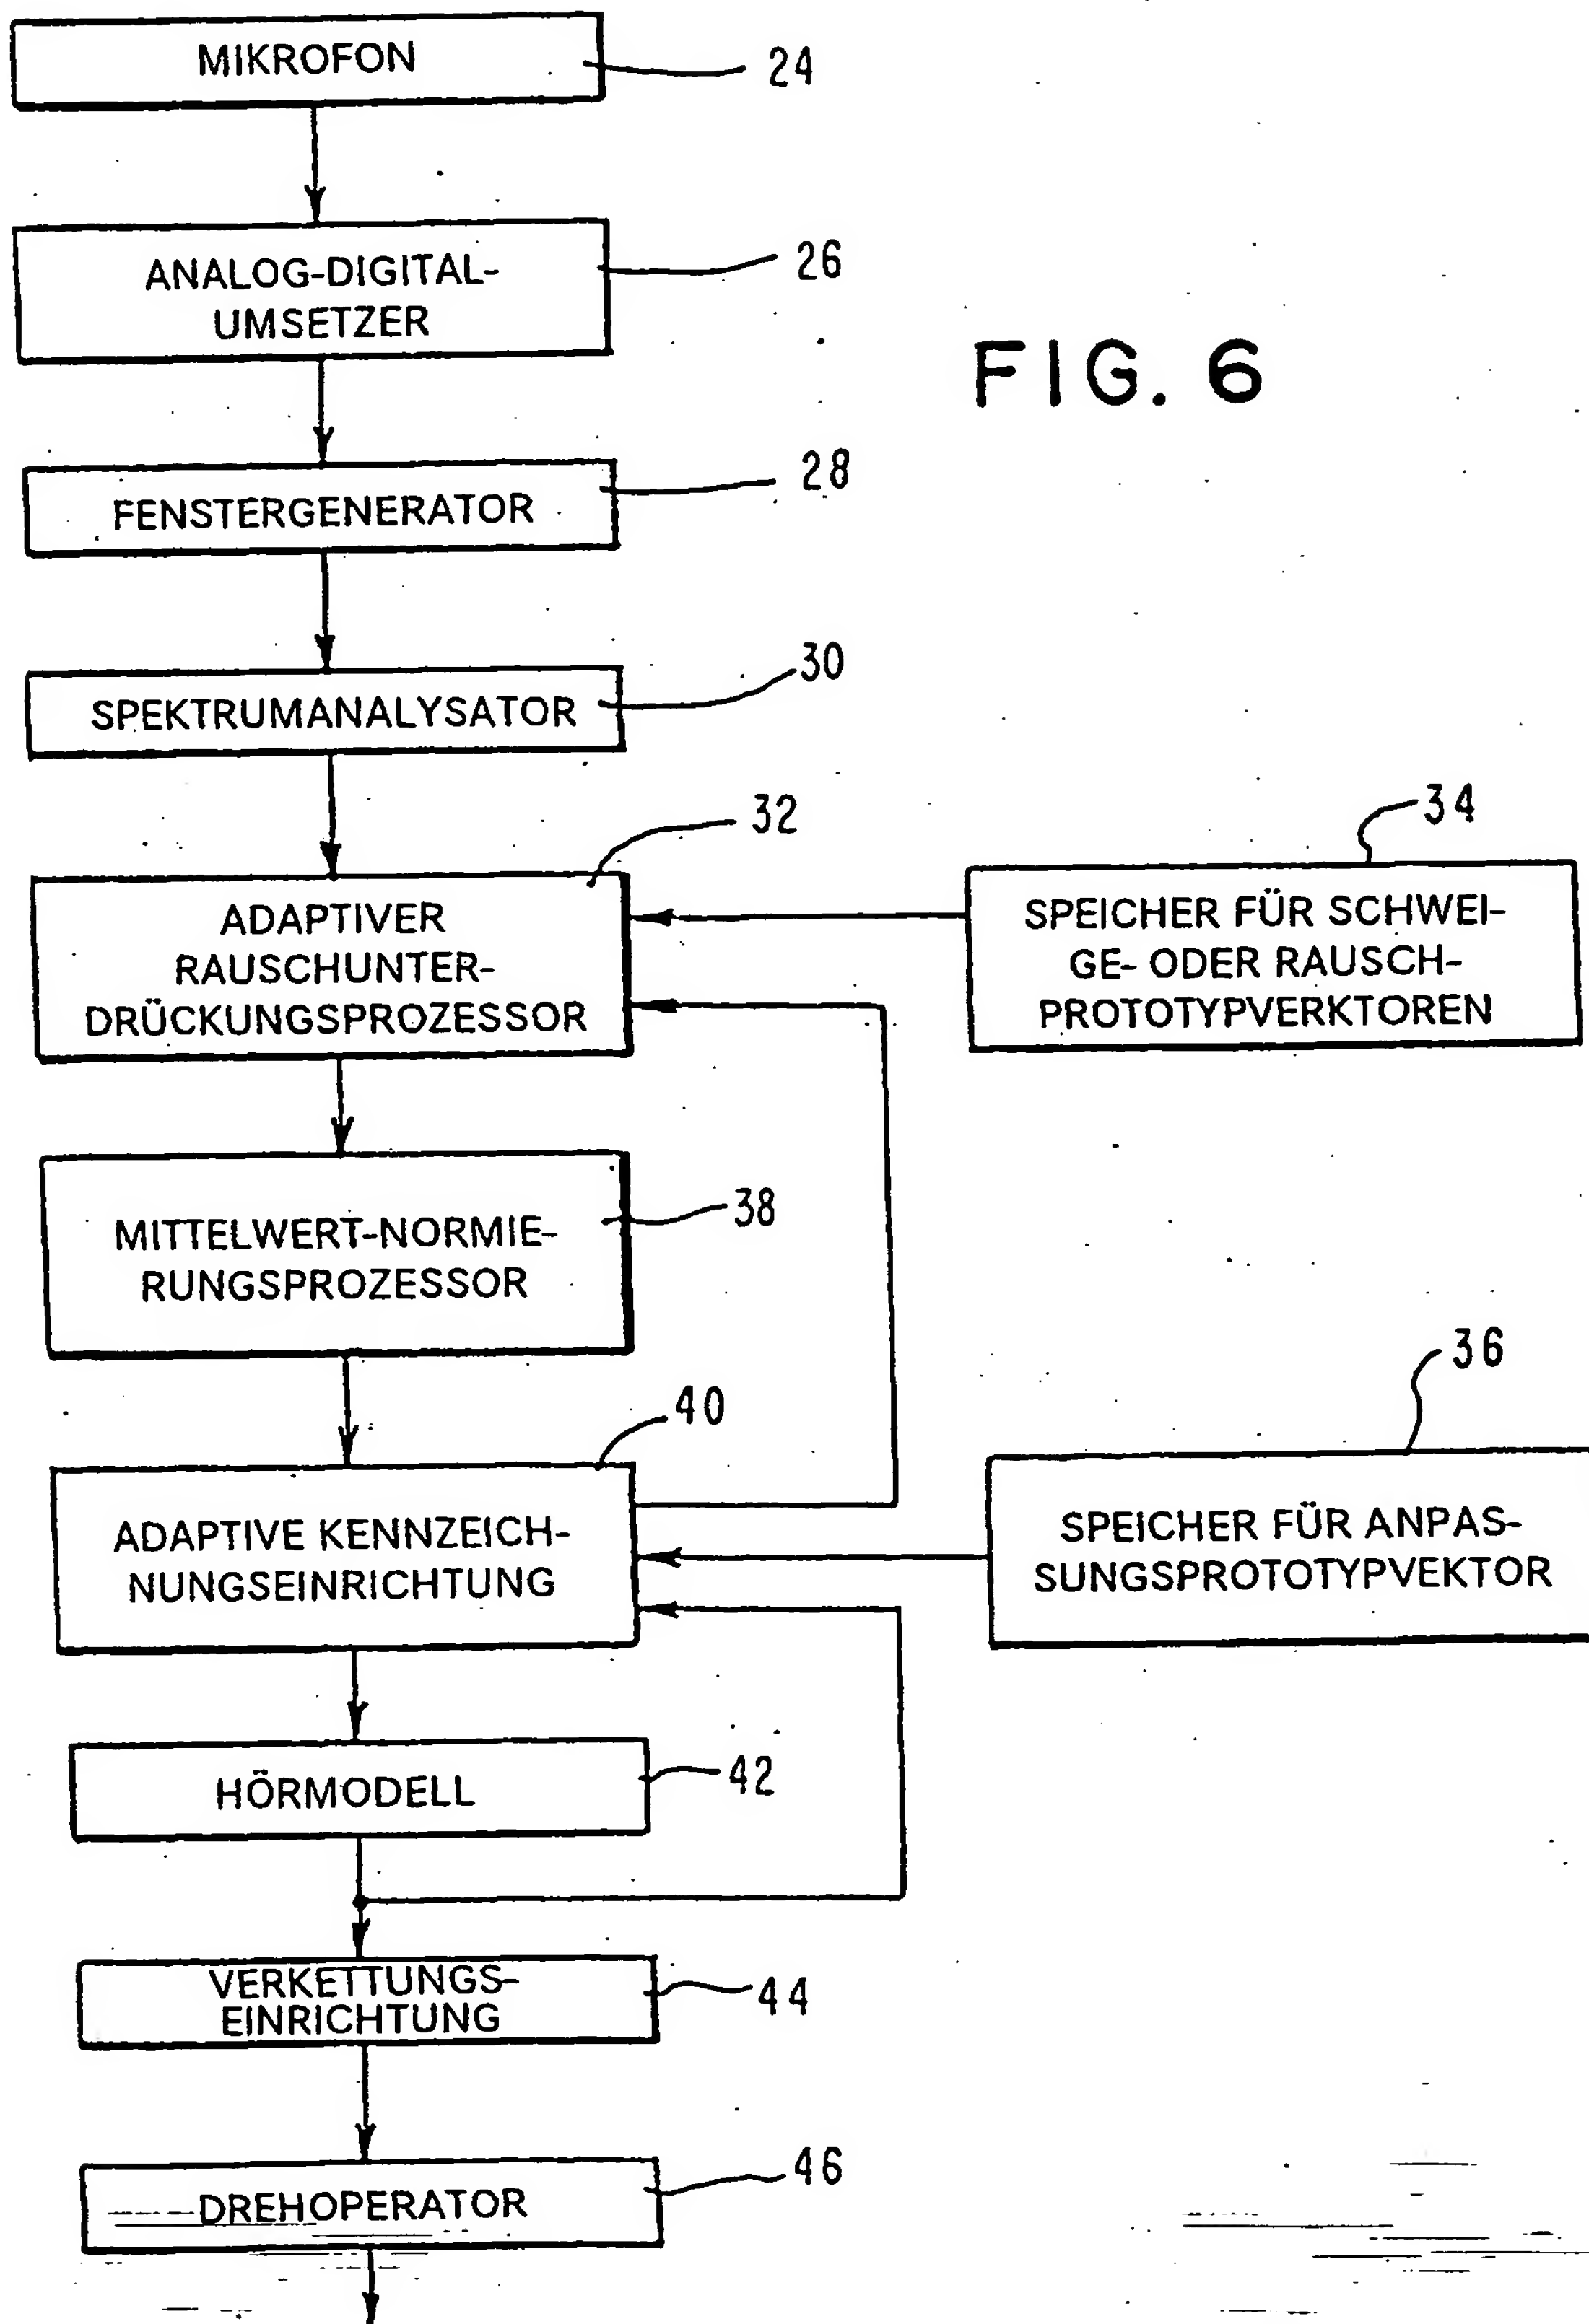 MIKROFON
24
ANALOG-DIGITAL-
UMSETZER
26
FIG. 6
FENSTERGENERATOR
28
SPEKTRUMANALYSATOR
30
32
ADAPTIVER
RAUSCHUNTER-
DRÜCKUNGSPROZESSOR
34
SPEICHER FÜR SCHWEI-
GE- ODER RAUSCH-
PROTOTYPVERKTOREN
MITTELWERT-NORMIE-
RUNGSPROZESSOR
38
40
ADAPTIVE KENNZEICH-
NUNGSEINRICHTUNG
36
SPEICHER FÜR ANPAS-
SUNGSPROTOTYPVEKTOR
HÖRMODELL
42
VERKETTUNGS-
EINRICHTUNG
44
DREHOPERATOR
46